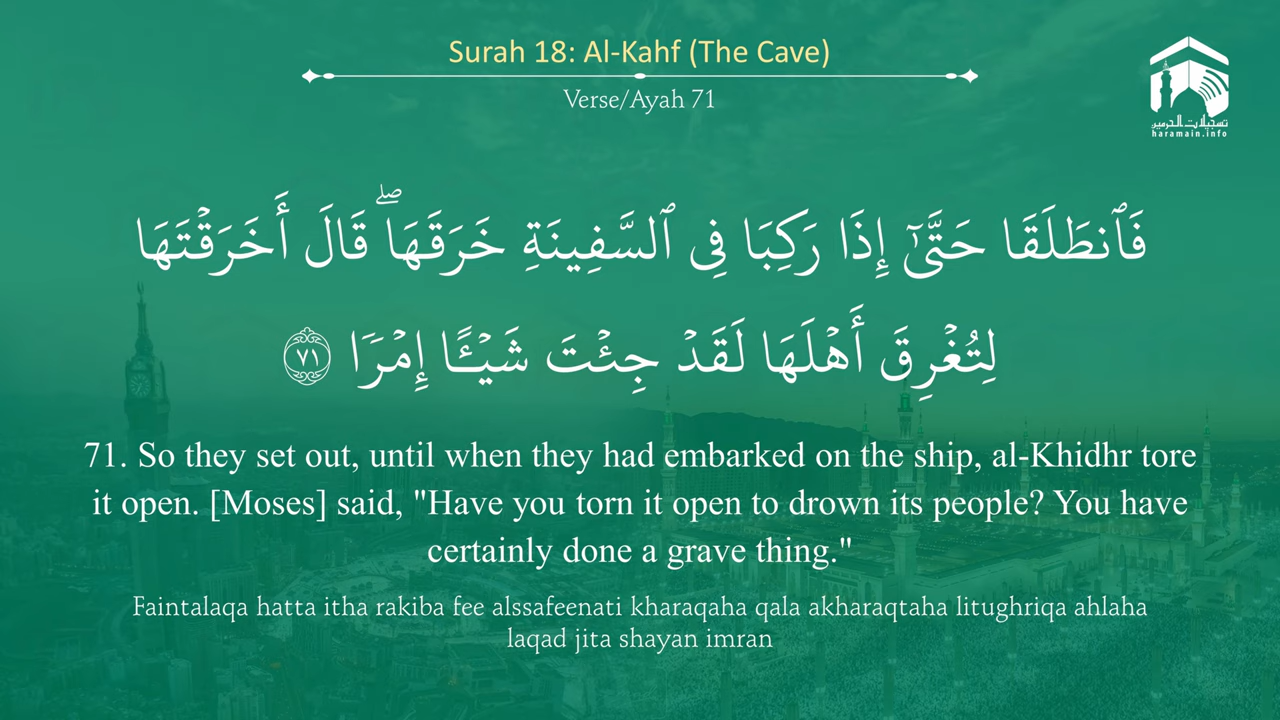 Surah 18: Al-Kahf (The Cave)
Verse/Ayah 71
تسجيلات الحرمين
haramain.info
فَٱنطَلَقَا حَتَّىٰٓ إِذَا رَكِبَا فِى ٱلسَّفِينَةِ خَرَقَهَا ۖ قَالَ أَخَرَقْتَهَا
لِتُغْرِقَ أَهْلَهَا لَقَدْ جِئْتَ شَيْـًٔا إِمْرًا ٧١
71. So they set out, until when they had embarked on the ship, al-Khidhr tore
it open. [Moses] said, "Have you torn it open to drown its people? You have
certainly done a grave thing."
Faintalaqa hatta itha rakiba fee alssafeenati kharaqaha qala akharaqtaha litughriqa ahlaha
laqad jita shayan imran